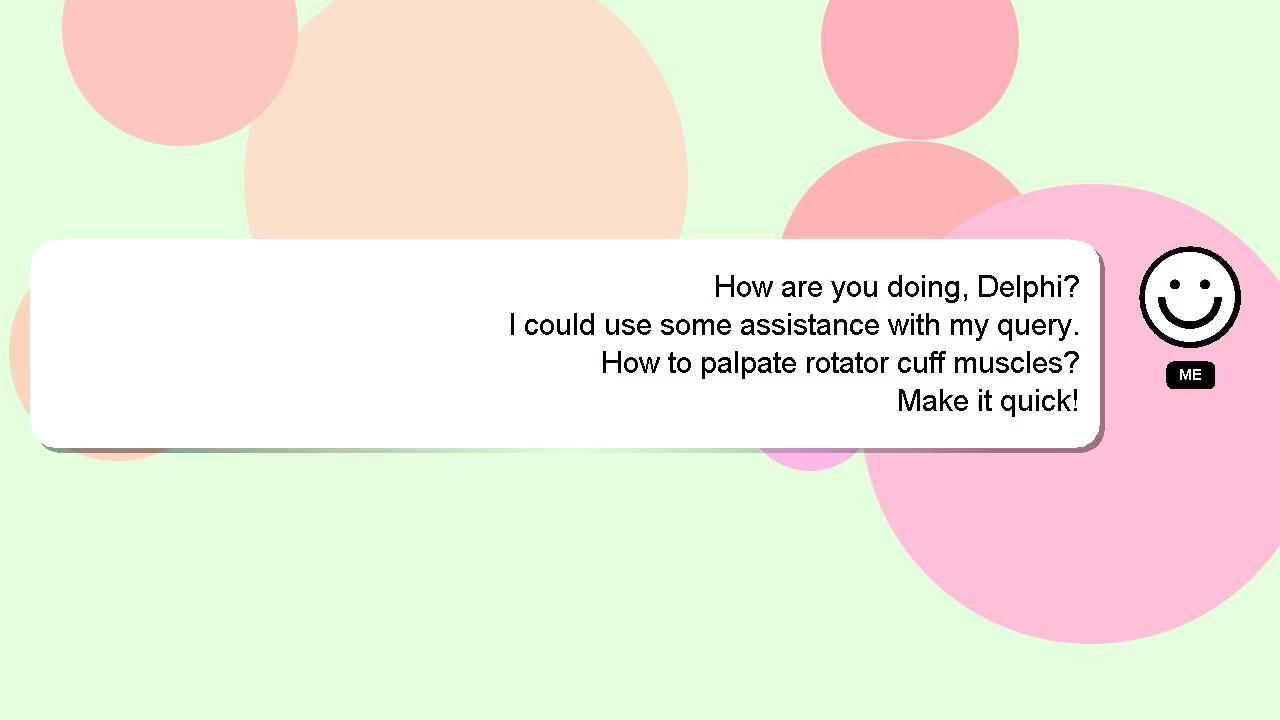 How are you doing, Delphi?
I could use some assistance with my query.
How to palpate rotator cuff muscles?
Make it quick!
ME